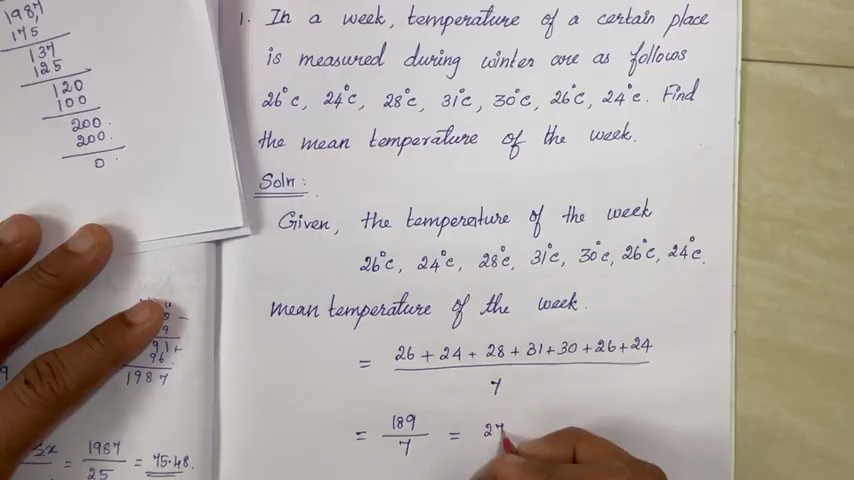 1987
175
137
125
120
100
200
200
0
1. In a week, temperature of a certain place
is measured during winter are as follows
26°c, 24°c, 28°c, 31°c, 30°c, 26°c, 24°c. Find
the mean temperature of the week.
Soln:
Given, the temperature of the week
26°c, 24°c, 28°c, 31°c, 30°c, 26°c, 24°c.
mean temperature of the week.
= 26 + 24 + 28 + 31 + 30 + 26 + 24
7
= 189 = 27
7
91+
96
1987
Σx = 1987 = 75.48.
25